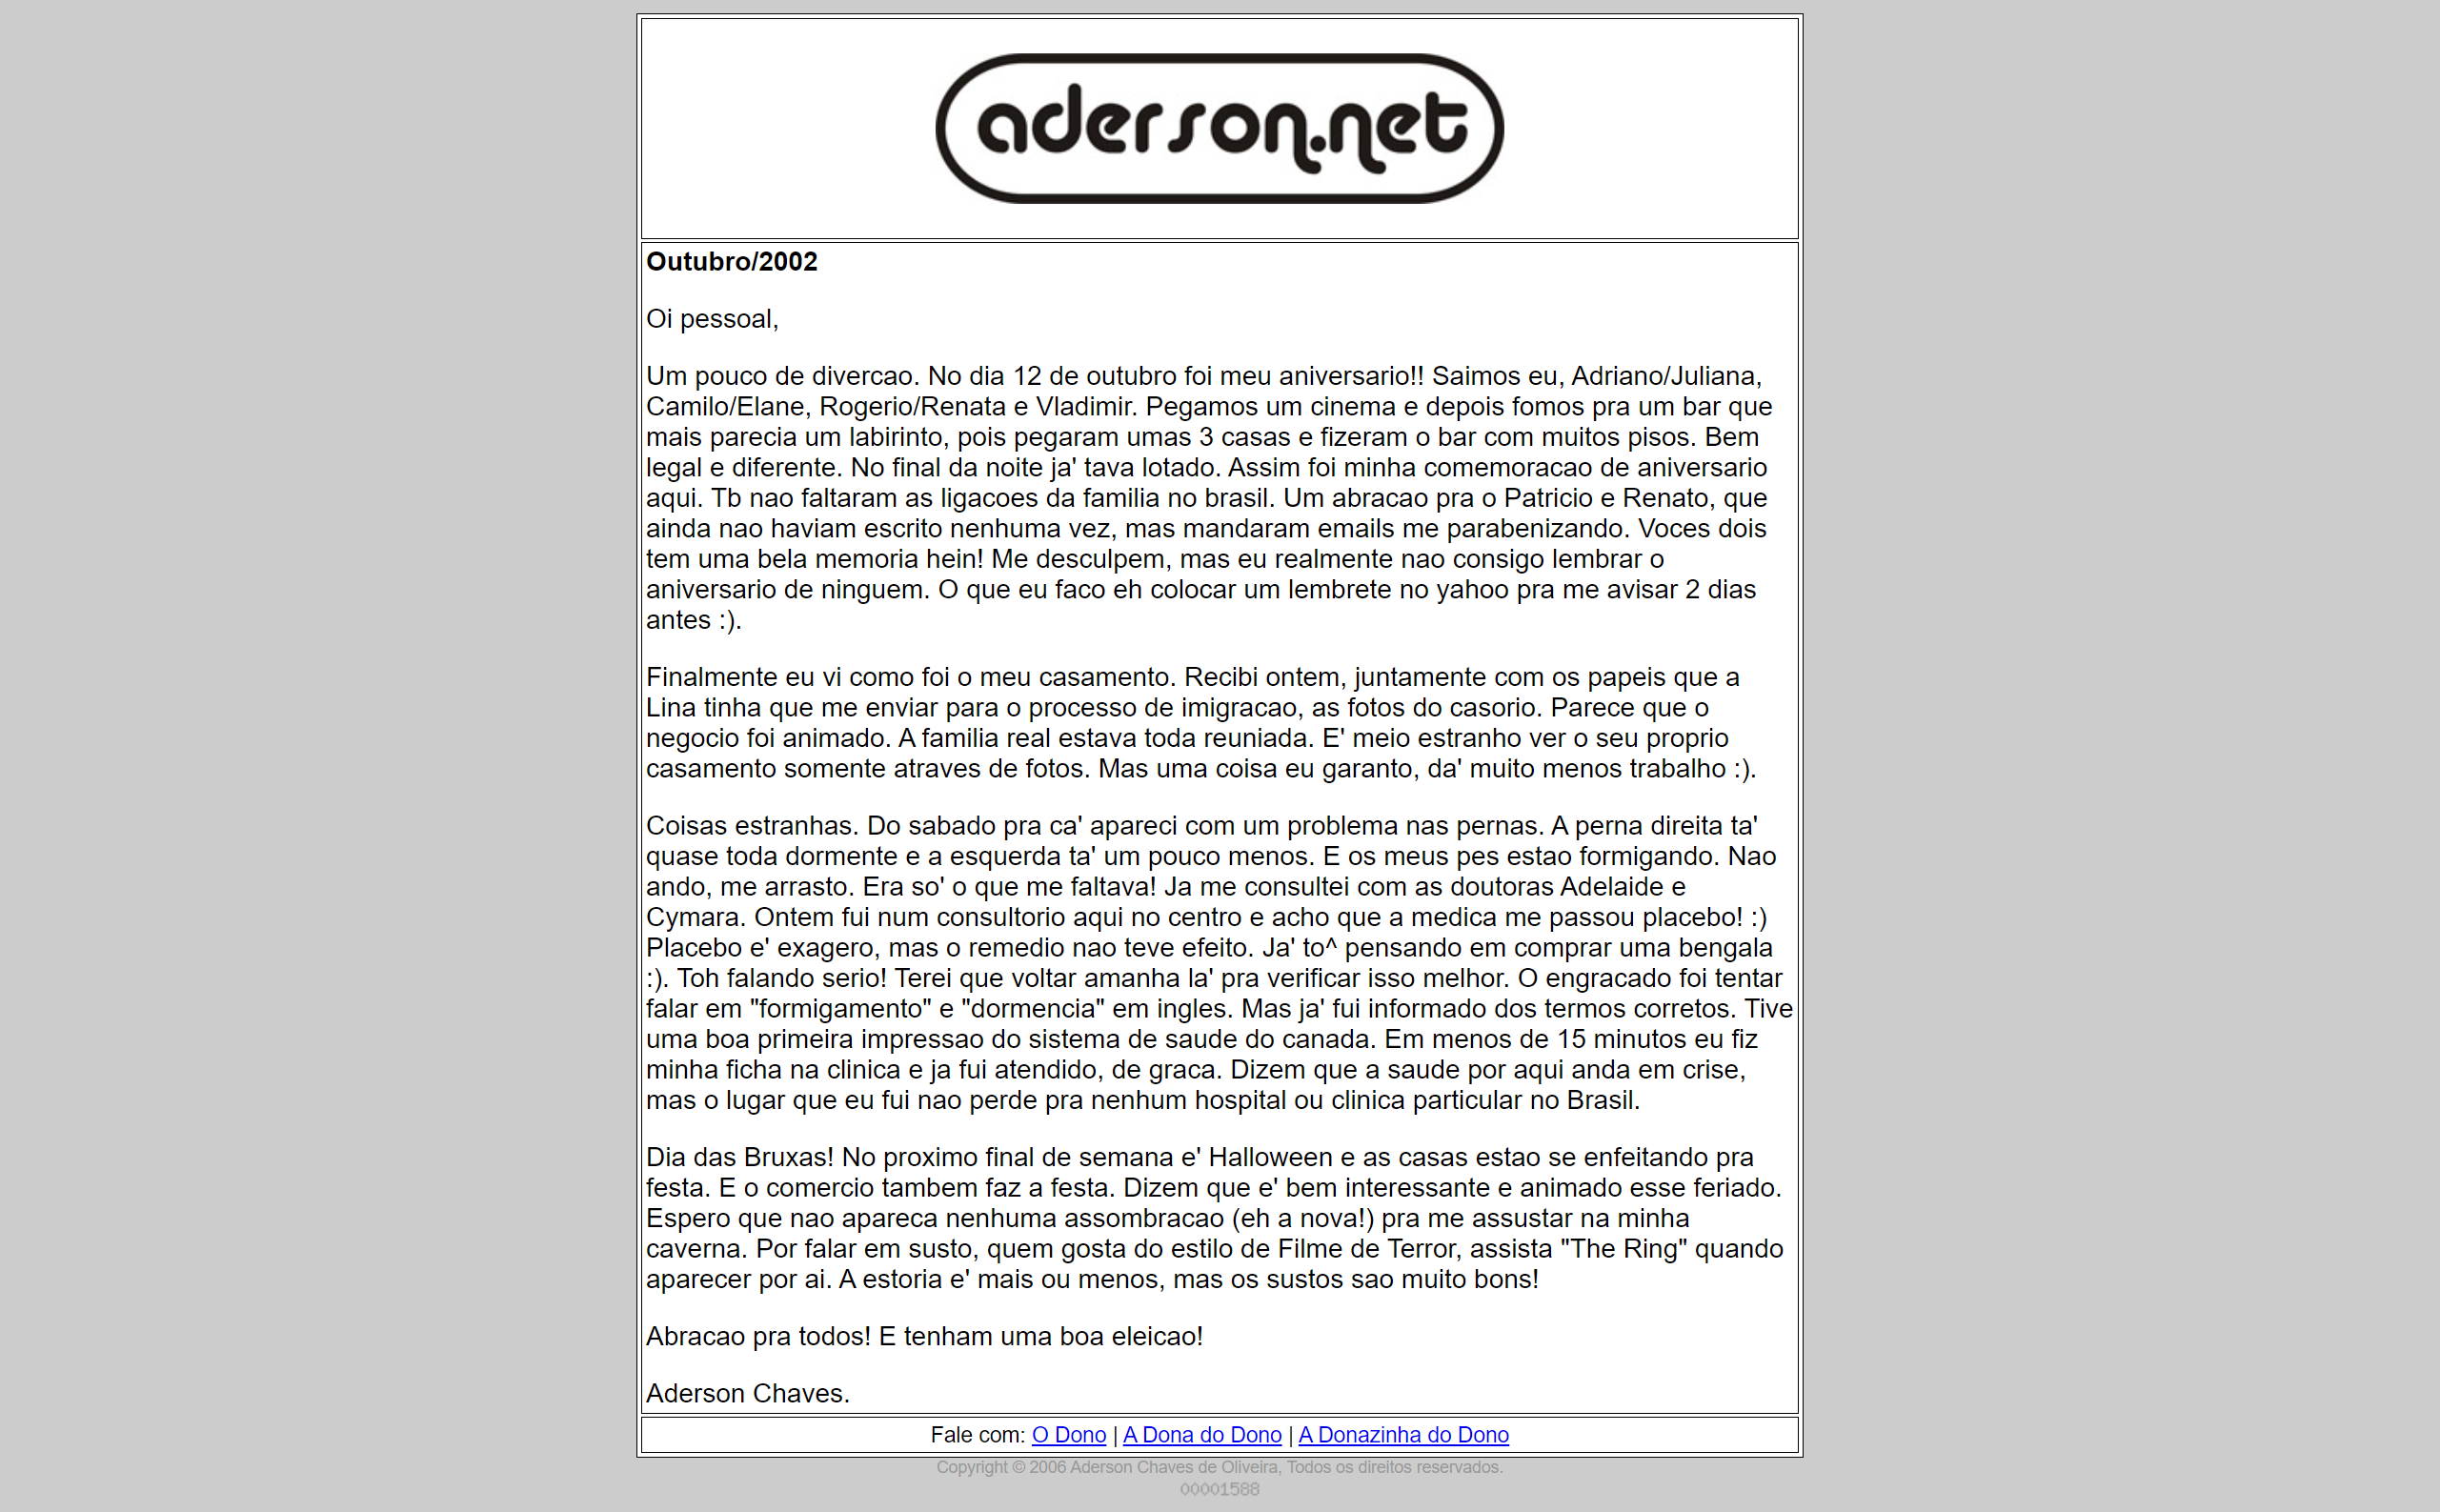 aderson.net
Outubro/2002
Oi pessoal,
Um pouco de divercao. No dia 12 de outubro foi meu aniversario!! Saimos eu, Adriano/Juliana,
Camilo/Elane, Rogerio/Renata e Vladimir. Pegamos um cinema e depois fomos pra um bar que
mais parecia um labirinto, pois pegaram umas 3 casas e fizeram o bar com muitos pisos. Bem
legal e diferente. No final da noite ja' tava lotado. Assim foi minha comemoracao de aniversario
aqui. Tb nao faltaram as ligacoes da familia no brasil. Um abracao pra o Patricio e Renato, que
ainda nao haviam escrito nenhuma vez, mas mandaram emails me parabenizando. Voces dois
tem uma bela memoria hein! Me desculpem, mas eu realmente nao consigo lembrar o
aniversario de ninguem. O que eu faco eh colocar um lembrete no yahoo pra me avisar 2 dias
antes :).
Finalmente eu vi como foi o meu casamento. Recibi ontem, juntamente com os papeis que a
Lina tinha que me enviar para o processo de imigracao, as fotos do casorio. Parece que o
negocio foi animado. A familia real estava toda reuniada. E' meio estranho ver o seu proprio
casamento somente atraves de fotos. Mas uma coisa eu garanto, da' muito menos trabalho :).
Coisas estranhas. Do sabado pra ca' apareci com um problema nas pernas. A perna direita ta'
quase toda dormente e a esquerda ta' um pouco menos. E os meus pes estao formigando. Nao
ando, me arrasto. Era so' o que me faltava! Ja me consultei com as doutoras Adelaide e
Cymara. Ontem fui num consultorio aqui no centro e acho que a medica me passou placebo! :)
Placebo e' exagero, mas o remedio nao teve efeito. Ja' to^ pensando em comprar uma bengala
:). Toh falando serio! Terei que voltar amanha la' pra verificar isso melhor. O engracado foi tentar
falar em "formigamento" e "dormencia" em ingles. Mas ja' fui informado dos termos corretos. Tive
uma boa primeira impressao do sistema de saude do canada. Em menos de 15 minutos eu fiz
minha ficha na clinica e ja fui atendido, de graca. Dizem que a saude por aqui anda em crise,
mas o lugar que eu fui nao perde pra nenhum hospital ou clinica particular no Brasil.
Dia das Bruxas! No proximo final de semana e' Halloween e as casas estao se enfeitando pra
festa. E o comercio tambem faz a festa. Dizem que e' bem interessante e animado esse feriado.
Espero que nao apareca nenhuma assombracao (eh a nova!) pra me assustar na minha
caverna. Por falar em susto, quem gosta do estilo de Filme de Terror, assista "The Ring" quando
aparecer por ai. A estoria e' mais ou menos, mas os sustos sao muito bons!
Abracao pra todos! E tenham uma boa eleicao!
Aderson Chaves.
Fale com: O Dono | A Dona do Dono | A Donazinha do Dono
Copyright © 2006 Aderson Chaves de Oliveira, Todos os direitos reservados.
00001588